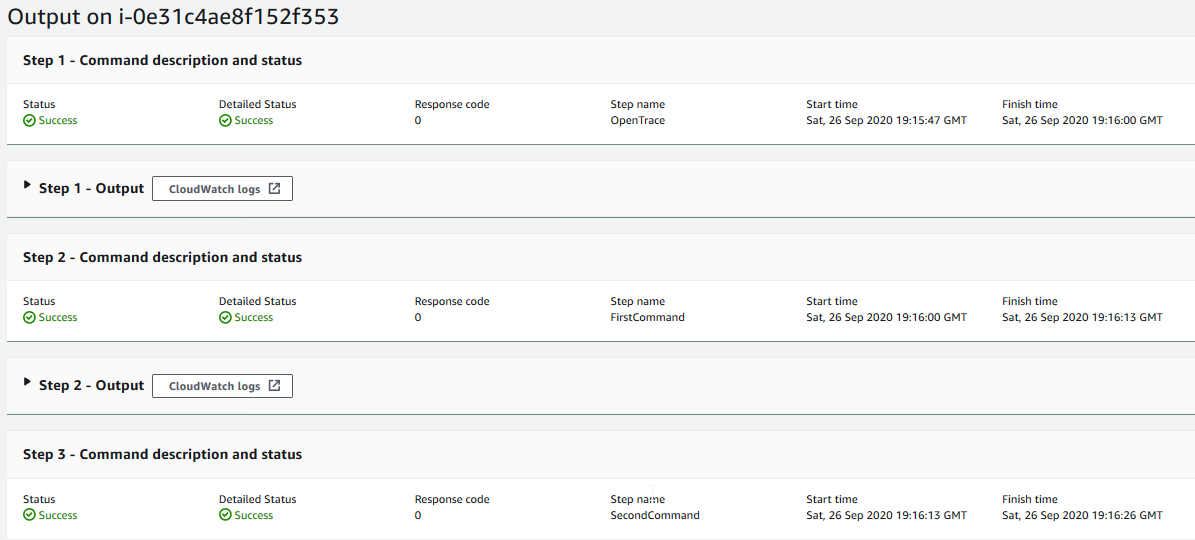 Output on i-0e31c4ae8f152f353
Step 1 - Command description and status
Status Detailed Status Response code Step name Start time Finish time
Success Success 0 OpenTrace Sat, 26 Sep 2020 19:15:47 GMT Sat, 26 Sep 2020 19:16:00 GMT
Step 1 - Output CloudWatch logs
Step 2 - Command description and status
Status Detailed Status Response code Step name Start time Finish time
Success Success 0 FirstCommand Sat, 26 Sep 2020 19:16:00 GMT Sat, 26 Sep 2020 19:16:13 GMT
Step 2 - Output CloudWatch logs
Step 3 - Command description and status
Status Detailed Status Response code Step name Start time Finish time
Success Success 0 SecondCommand Sat, 26 Sep 2020 19:16:13 GMT Sat, 26 Sep 2020 19:16:26 GMT